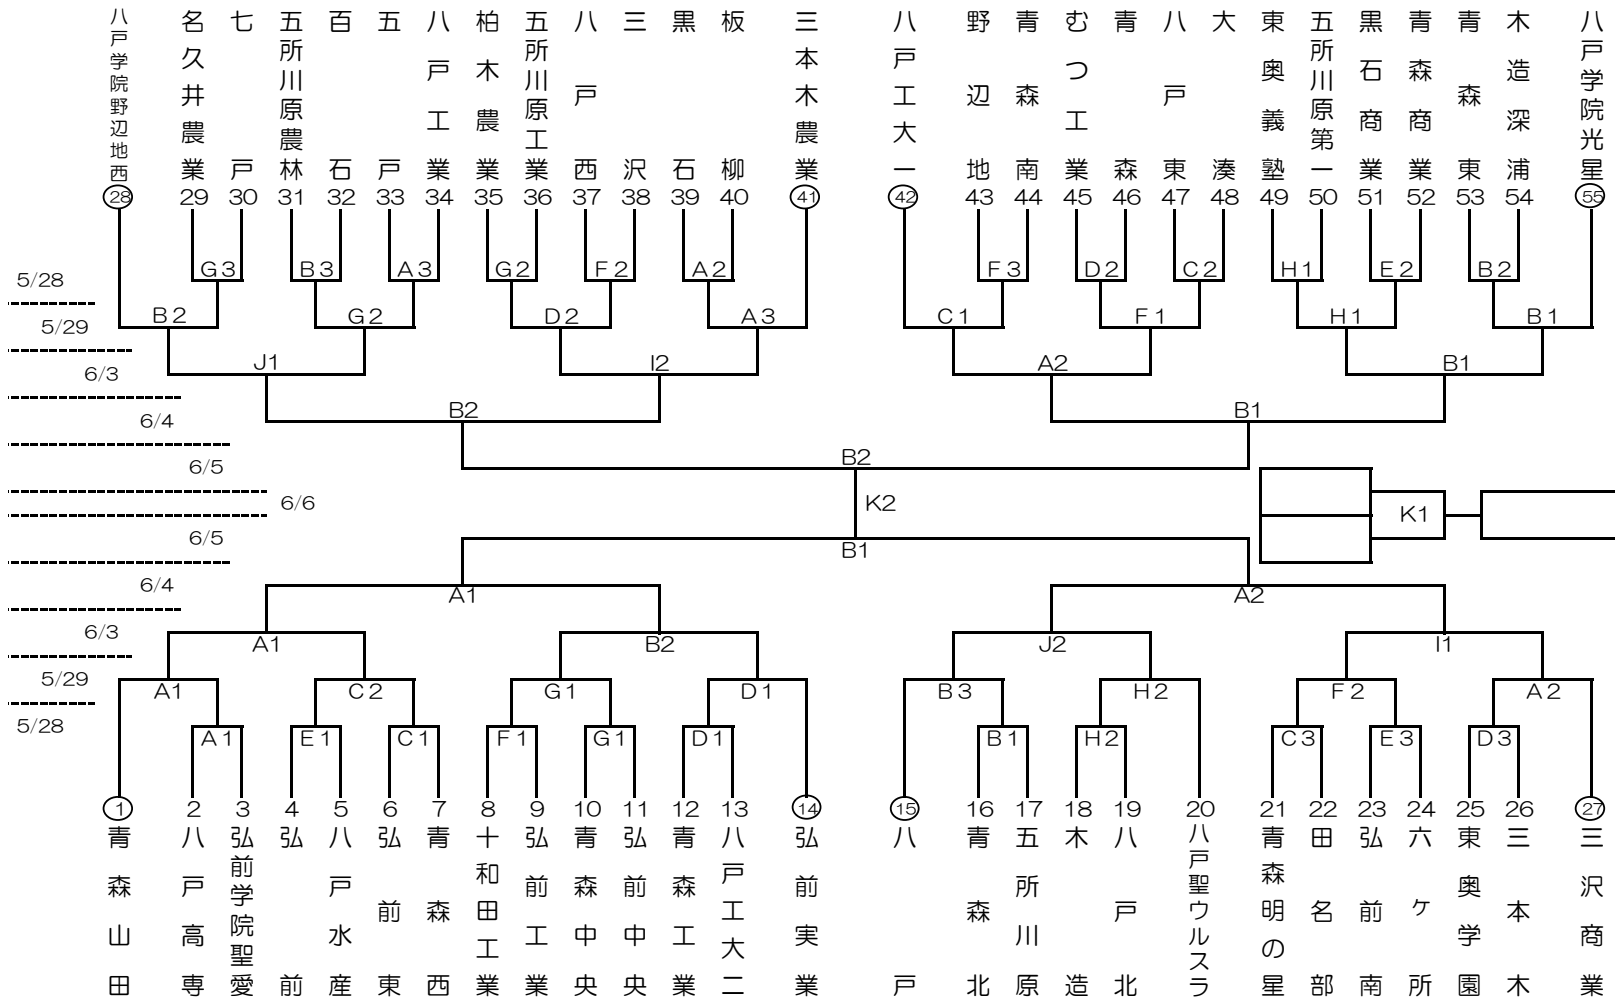 八戸学院野辺地西
名久井農業
七戸
五所川原農林
百石
五戸
八戸工業
柏木農業
五所川原工業
八戸西
三沢
黒石
板柳
三本木農業
八戸工大一
野辺地
青森南
むつ工業
青森
八戸東
大湊
東奥義塾
五所川原第一
黒石商業
青森商業
青森東
木造深浦
八戸学院光星
28 29 30 31 32 33 34 35 36 37 38 39 40 41 42 43 44 45 46 47 48 49 50 51 52 53 54 55
5/28 G3 B3 A3 G2 F2 A2 F3 D2 C2 H1 E2 B2
5/29 B2 G2 D2 A3 C1 F1 H1 B1
6/3 J1 I2 A2 B1
6/4 B2 B1
6/5 B2
6/6 K2 K1
6/5 B1
6/4 A1 A2
6/3 A1 B2 J2 I1
5/29 A1 C2 G1 D1 B3 H2 F2 A2
5/28 A1 E1 C1 F1 G1 D1 B1 H2 C3 E3 D3
1 2 3 4 5 6 7 8 9 10 11 12 13 14 15 16 17 18 19 20 21 22 23 24 25 26 27
青森山田
八戸高専
弘前学院聖愛
弘前
八戸水産
弘前東
青森西
十和田工業
弘前工業
青森中央
弘前中央
青森工業
八戸工大二
弘前実業
八戸
青森北
五所川原
木造
八戸北
八戸聖ウルスラ
青森明の星
田名部
弘前南
六ケ所
東奥学園
三本木
三沢商業